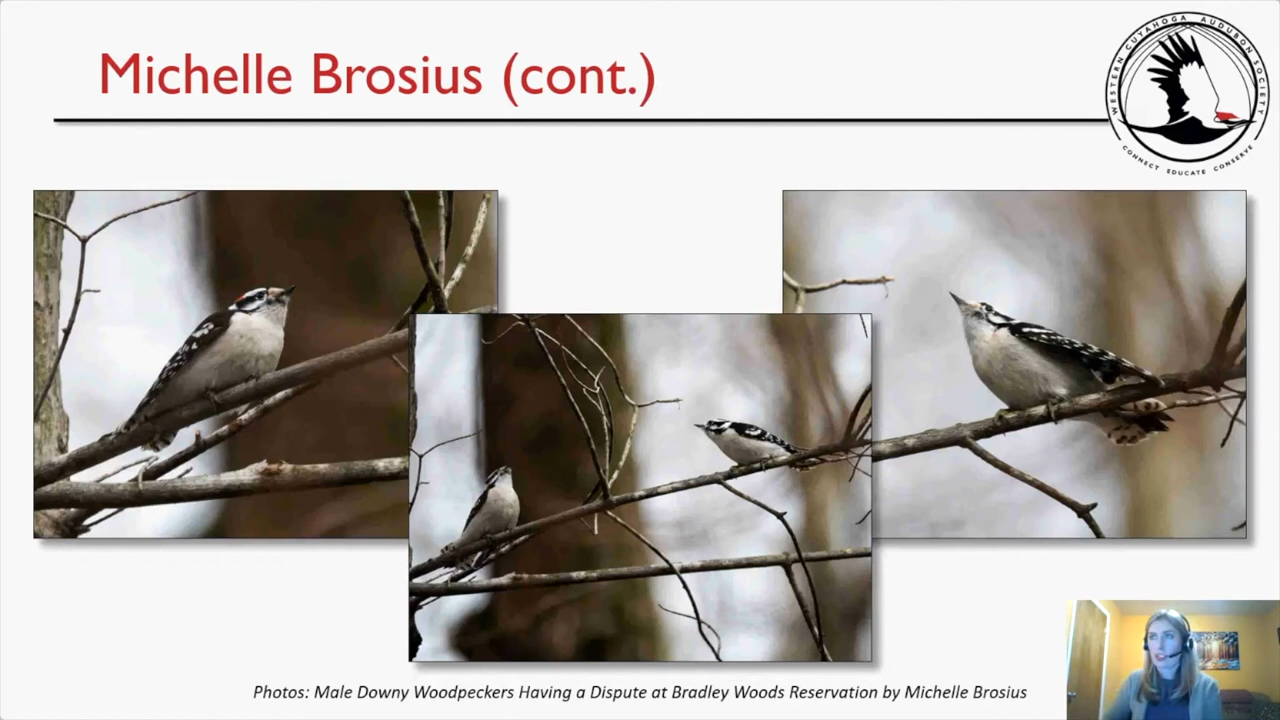 Michelle Brosius (cont.)
WESTERN CUYAHOGA AUDUBON SOCIETY
CONNECT EDUCATE CONSERVE
Photos: Male Downy Woodpeckers Having a Dispute at Bradley Woods Reservation by Michelle Brosius